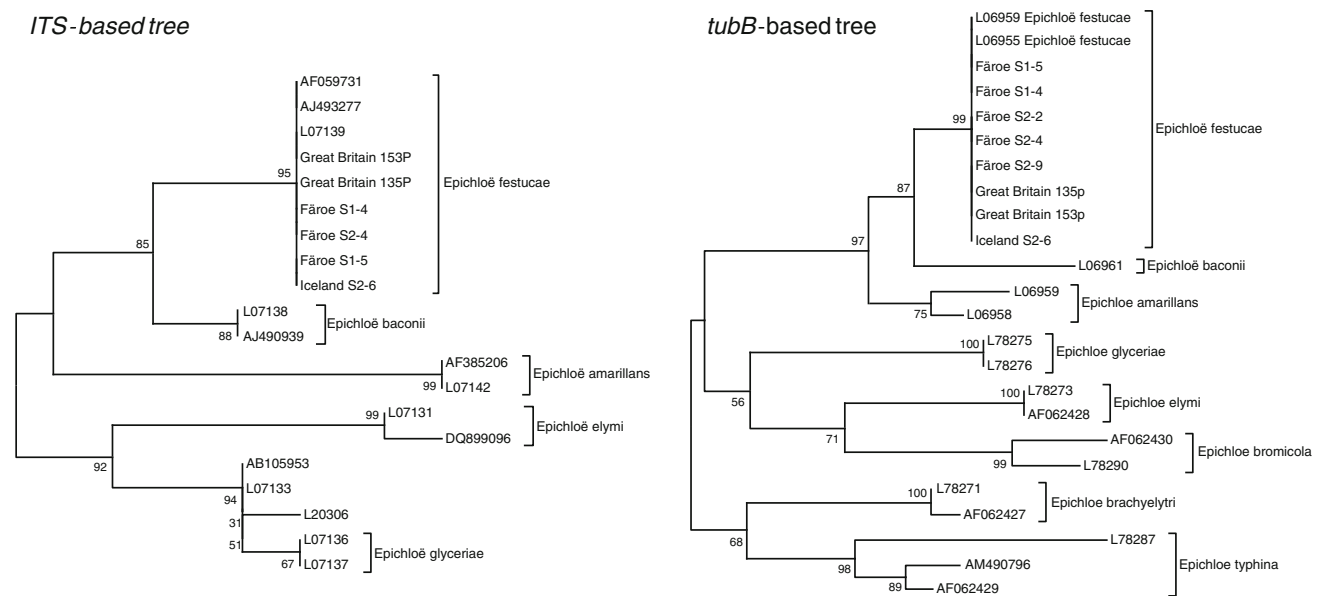 ITS-based tree
AF059731
AJ493277
L07139
Great Britain 153P
95
Great Britain 135P
Epichloë festucae
Färoe S1-4
Färoe S2-4
85
Färoe S1-5
Iceland S2-6
L07138
Epichloë baconii
88
AJ490939
AF385206
Epichloë amarillans
99
L07142
99
L07131
Epichloë elymi
DQ899096
92
AB105953
L07133
94
L20306
31
51
L07136
Epichloë glyceriae
67
L07137
tubB-based tree
L06959 Epichloë festucae
L06955 Epichloë festucae
Färoe S1-5
Färoe S1-4
99
Färoe S2-2
Epichloë festucae
Färoe S2-4
Färoe S2-9
87
Great Britain 135p
Great Britain 153p
97
Iceland S2-6
L06961
Epichloë baconii
L06959
Epichloe amarillans
75
L06958
100
L78275
Epichloe glyceriae
L78276
56
100
L78273
Epichloe elymi
AF062428
71
AF062430
Epichloe bromicola
99
L78290
100
L78271
Epichloe brachyelytri
AF062427
68
L78287
Epichloe typhina
98
AM490796
89
AF062429